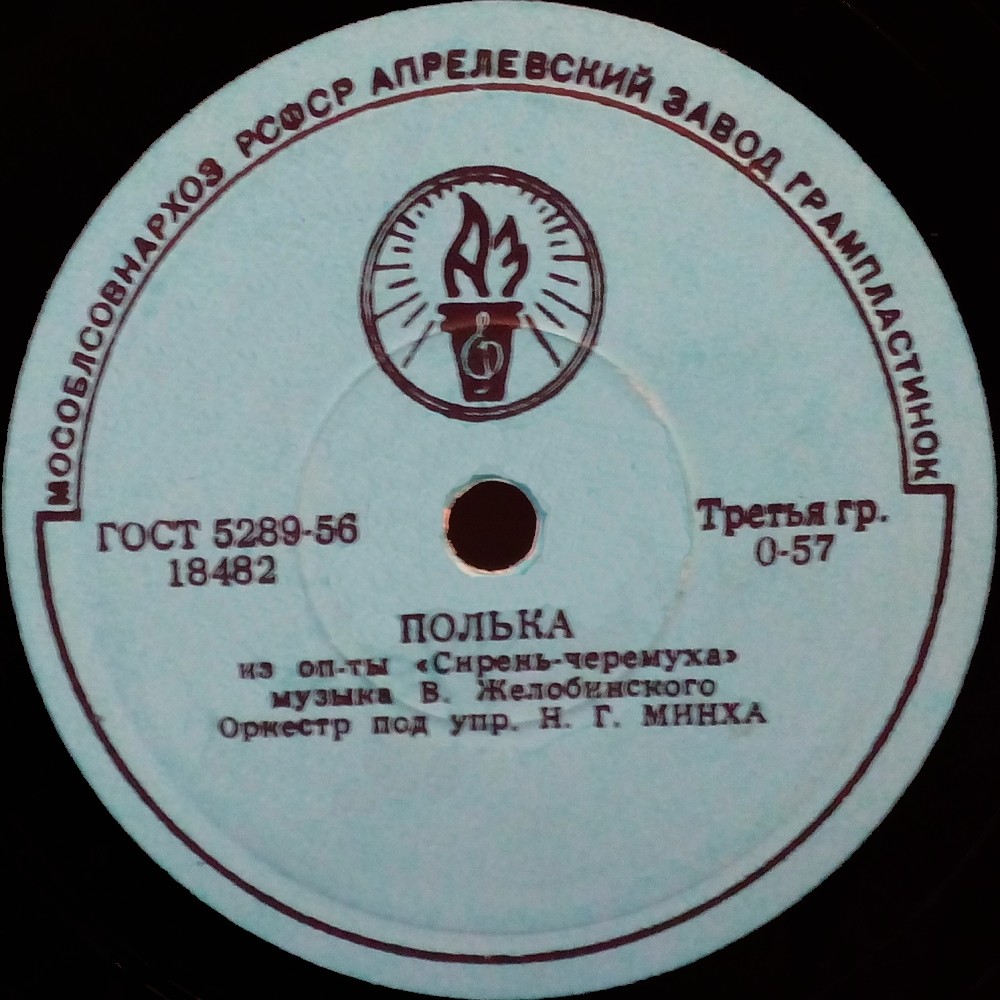 МОСОБЛСОВНАРХОЗ РСФСР АПРЕЛЕВСКИЙ ЗАВОД ГРАМПЛАСТИНОК
АЗ
ГОСТ 5289-56
18482
Третья гр.
0-57
ПОЛЬКА
из оп-ты «Сирень-черемуха»
музыка В. Желобинского
Оркестр под упр. Н. Г. МИНХА